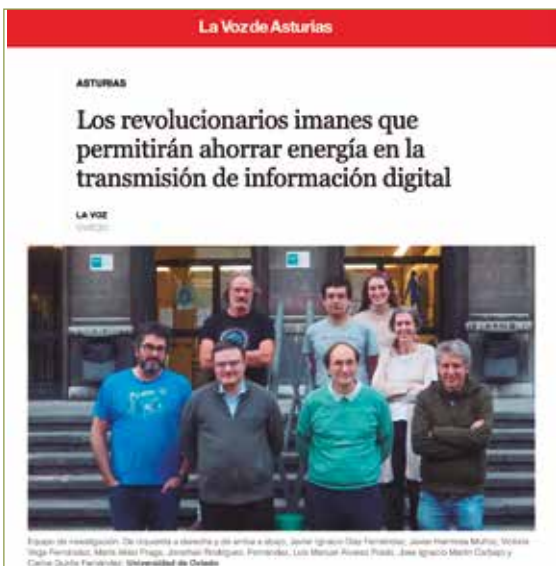 La Voz de Asturias
ASTURIAS
Los revolucionarios imanes que
permitirán ahorrar energía en la
transmisión de información digital
LA VOZ
OVIEDO
Equipo de investigación. De izquierda a derecha y de arriba a abajo, Javier Ignacio Díaz Fernández, Javier Hermosa Muñoz, Victoria
Vega Fernández, María Vélez Fraga, Jonathan Rodríguez Fernández, Luis Manuel Álvarez Prado, Jose Ignacio Martín Carbajo y
Carlos Quirós Fernández. Universidad de Oviedo